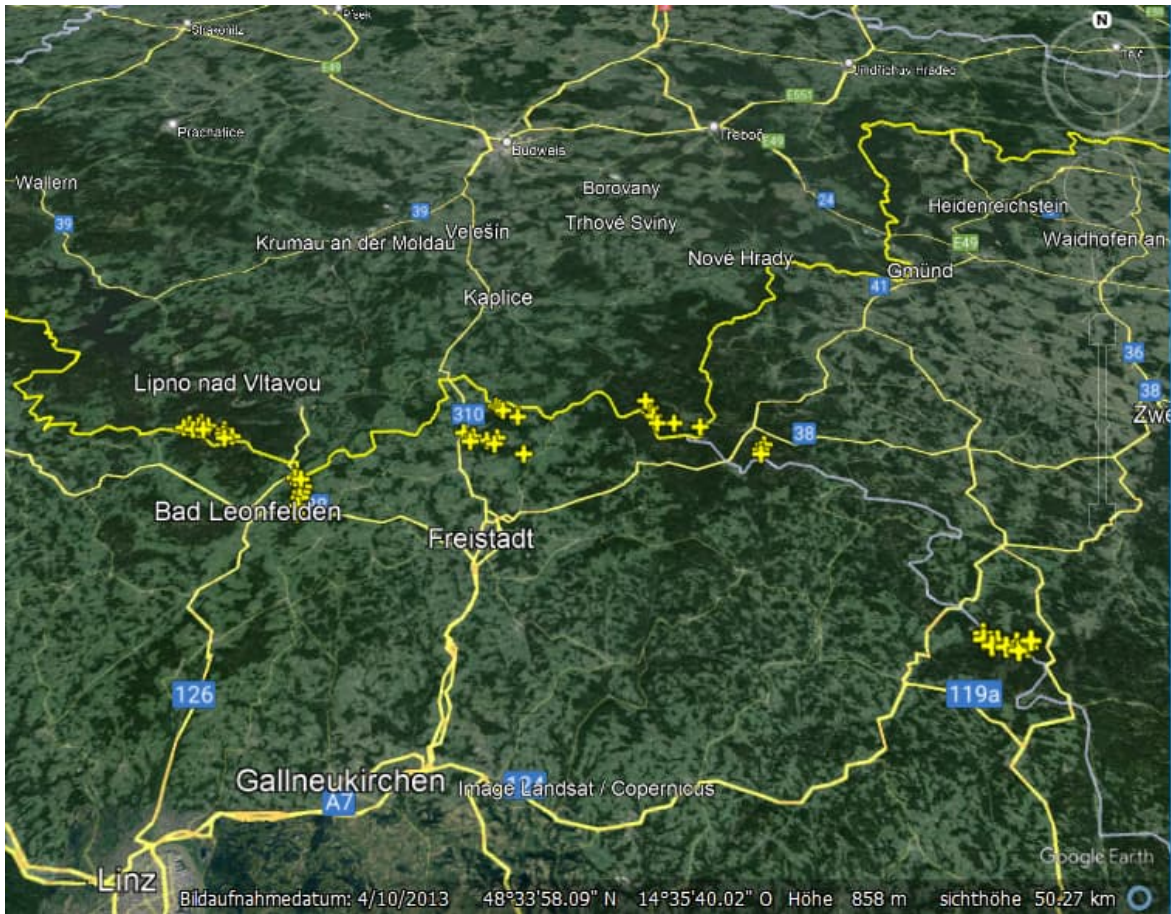 Písek
Strakonitz
N
Telč
E49
Jindřichův Hradec
E551
Prachatice
Budweis
Třeboň
E49
Wallern
Borovany
24
Heidenreichstein
39
39
Trhové Sviny
Velešín
Krumau an der Moldau
E49
Waidhofen an
Nové Hrady
Gmünd
41
Kaplice
36
Lipno nad Vltavou
38
Zwe
310
38
Bad Leonfelden
Freistadt
126
119a
Gallneukirchen
124
Image Landsat / Copernicus
A7
Google Earth
Linz
Bildaufnahmedatum: 4/10/2013 48°33'58.09" N 14°35'40.02" O Höhe 858 m sichthöhe 50.27 km